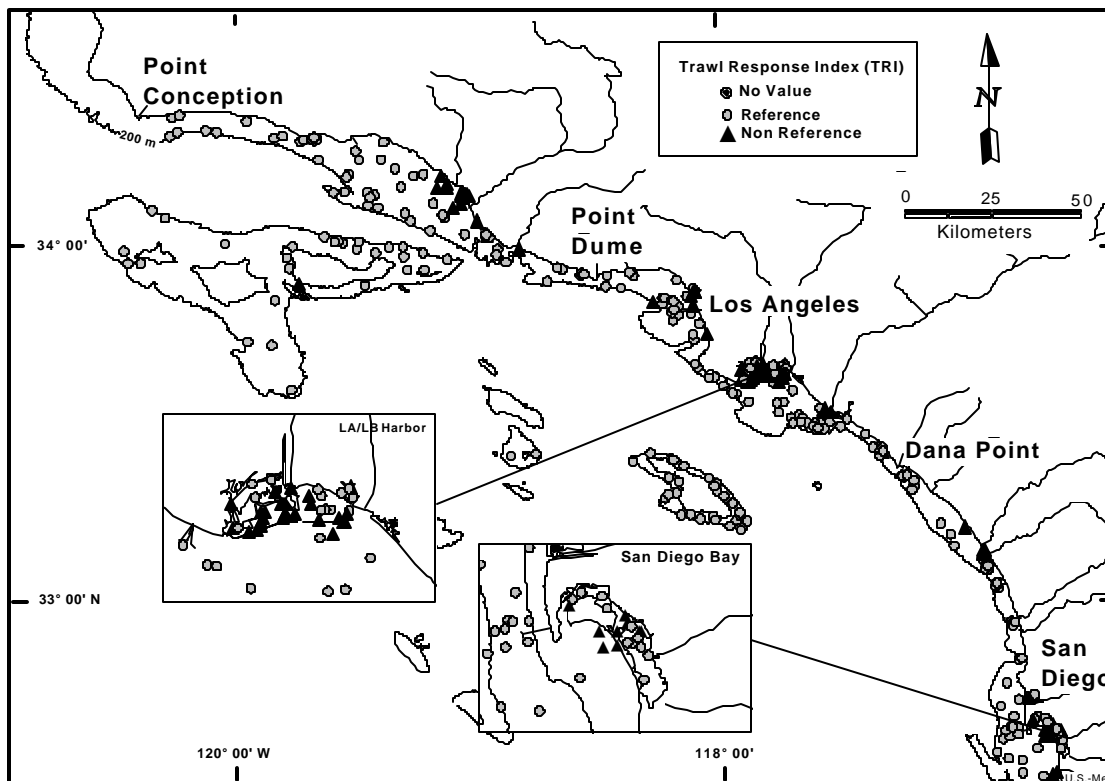 Point
Conception
200 m
Trawl Response Index (TRI)
No Value
Reference
Non Reference
N
0 25 50
Kilometers
Point
Dume
34° 00'
Los Angeles
LA/LB Harbor
Dana Point
San Diego Bay
33° 00' N
San
Diego
120° 00' W
118° 00'